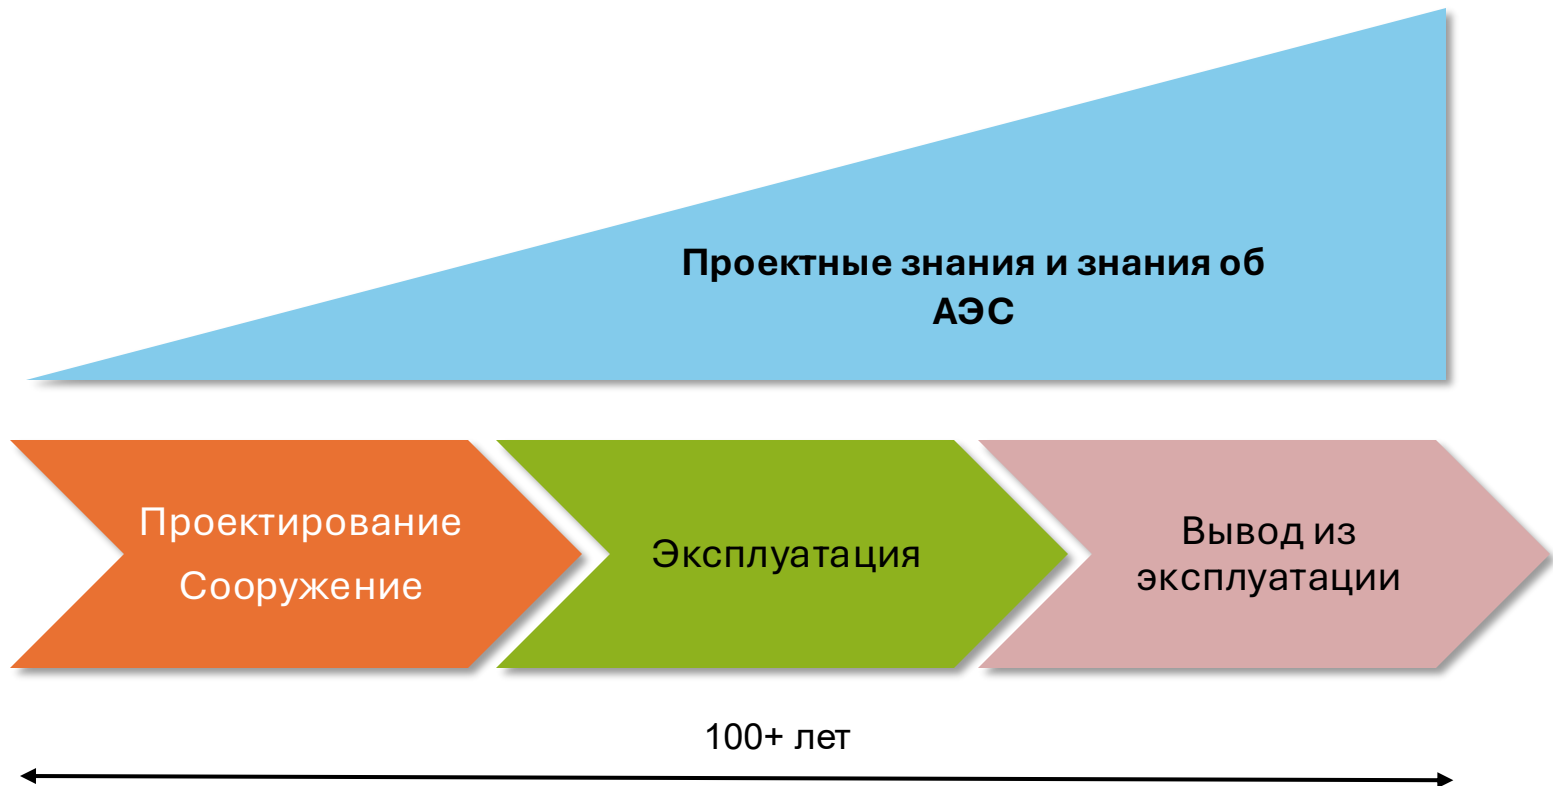 Проектные знания и знания об
АЭС
Проектирование
Сооружение
Эксплуатация
Вывод из
эксплуатации
100+ лет